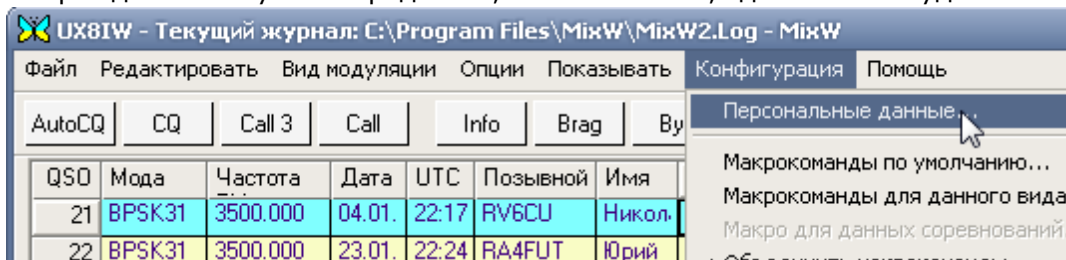 UX8IW - Текущий журнал: C:\Program Files\MixW\MixW2.Log - MixW
Файл Редактировать Вид модуляции Опции Показывать Конфигурация Помощь
AutoCQ CQ Call 3 Call Info Brag By
Персональные данные...
Макрокоманды по умолчанию...
Макрокоманды для данного вида
Макро для данных соревнований
QSO Мода Частота Дата UTC Позывной Имя
21 BPSK31 3500.000 04.01. 22:17 RV6CU Никол
22 BPSK31 3500.000 23.01. 22:24 RA4FUT Юрий